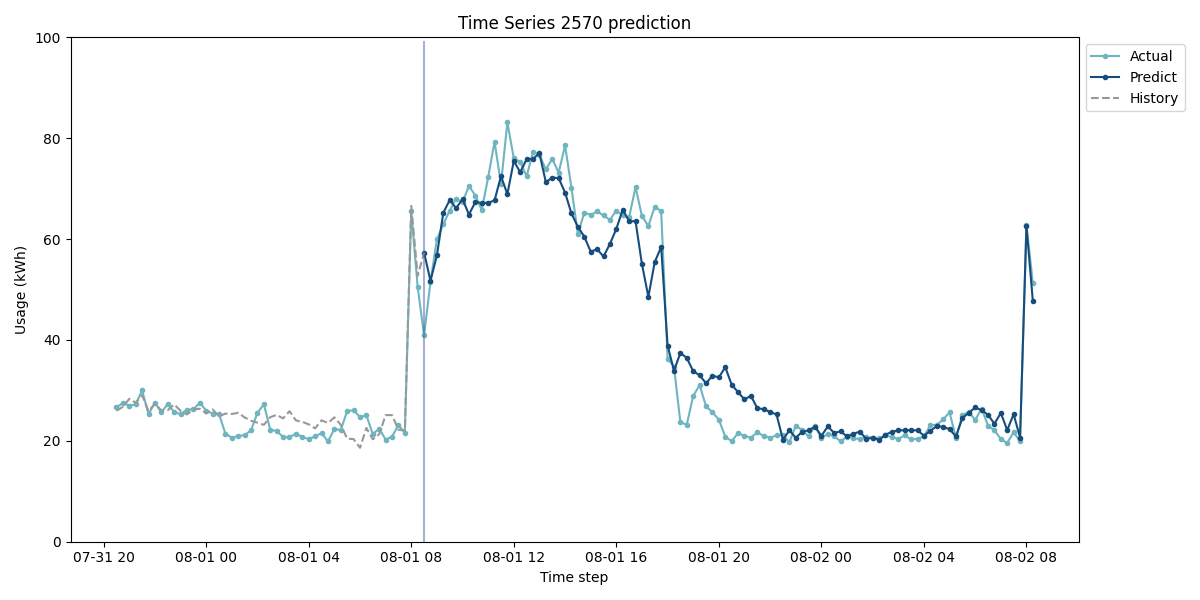 Time Series 2570 prediction
Usage (kWh)
100
80
60
40
20
0
07-31 20
08-01 00
08-01 04
08-01 08
08-01 12
08-01 16
08-01 20
08-02 00
08-02 04
08-02 08
Time step
Actual
Predict
History